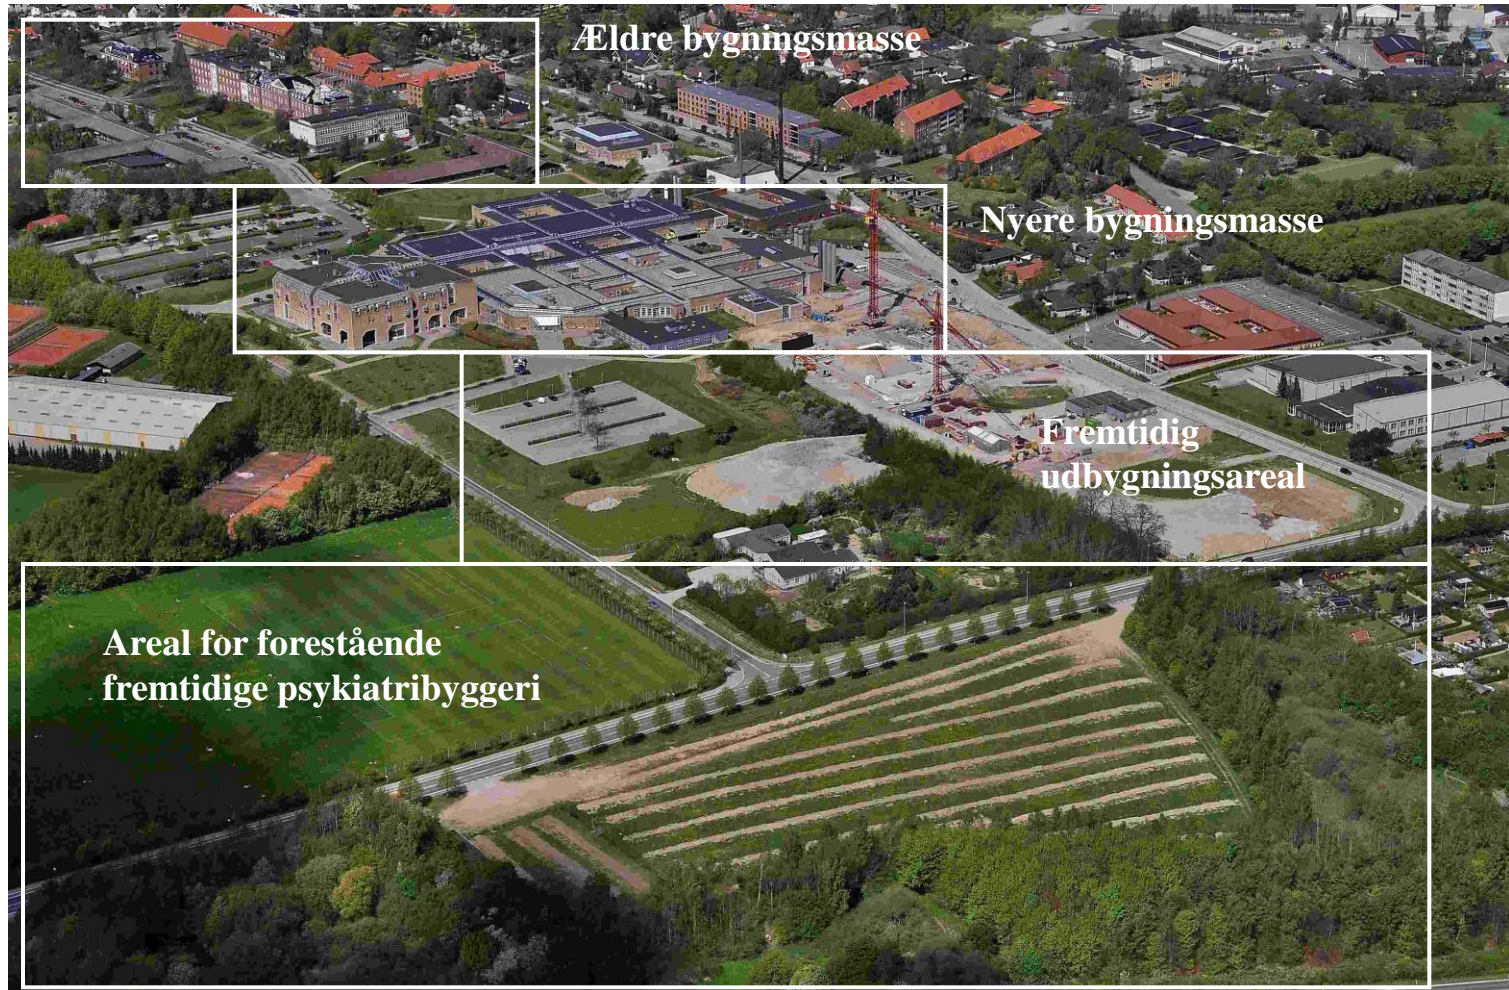 Ældre bygningsmasse
Nyere bygningsmasse
Fremtidig
udbygningsareal
Areal for forestående
fremtidige psykiatribyggeri